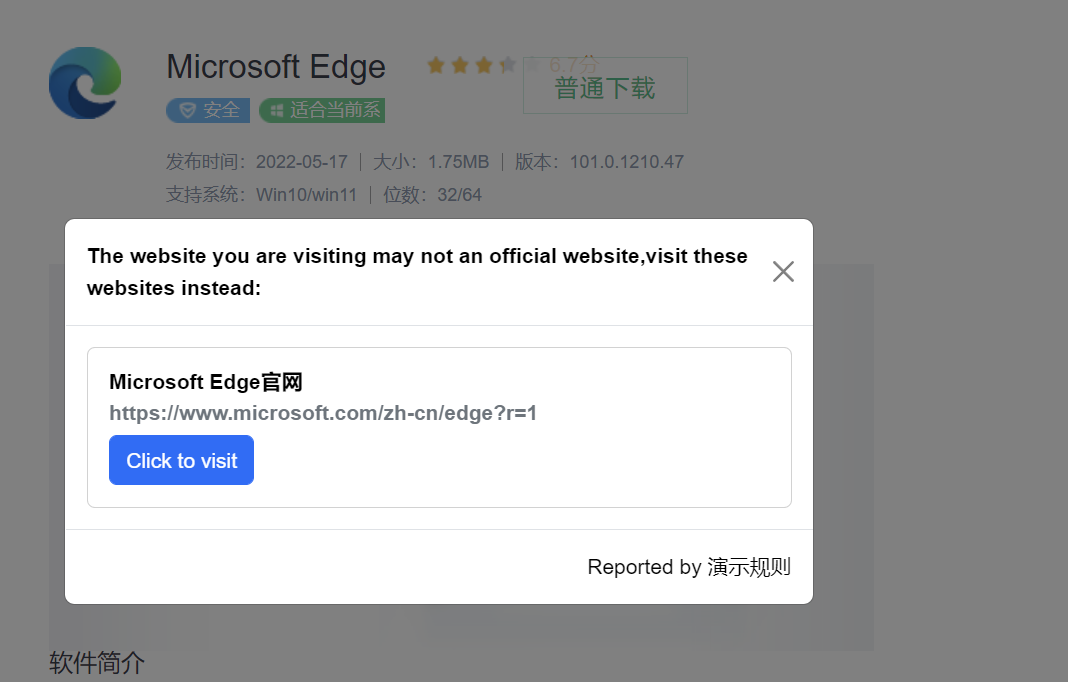 Microsoft Edge
6.7分
普通下载
安全
适合当前系
发布时间：2022-05-17 | 大小：1.75MB | 版本：101.0.1210.47
支持系统：Win10/win11 | 位数：32/64
The website you are visiting may not an official website,visit these
websites instead:
Microsoft Edge官网
https://www.microsoft.com/zh-cn/edge?r=1
Click to visit
Reported by 演示规则
软件简介